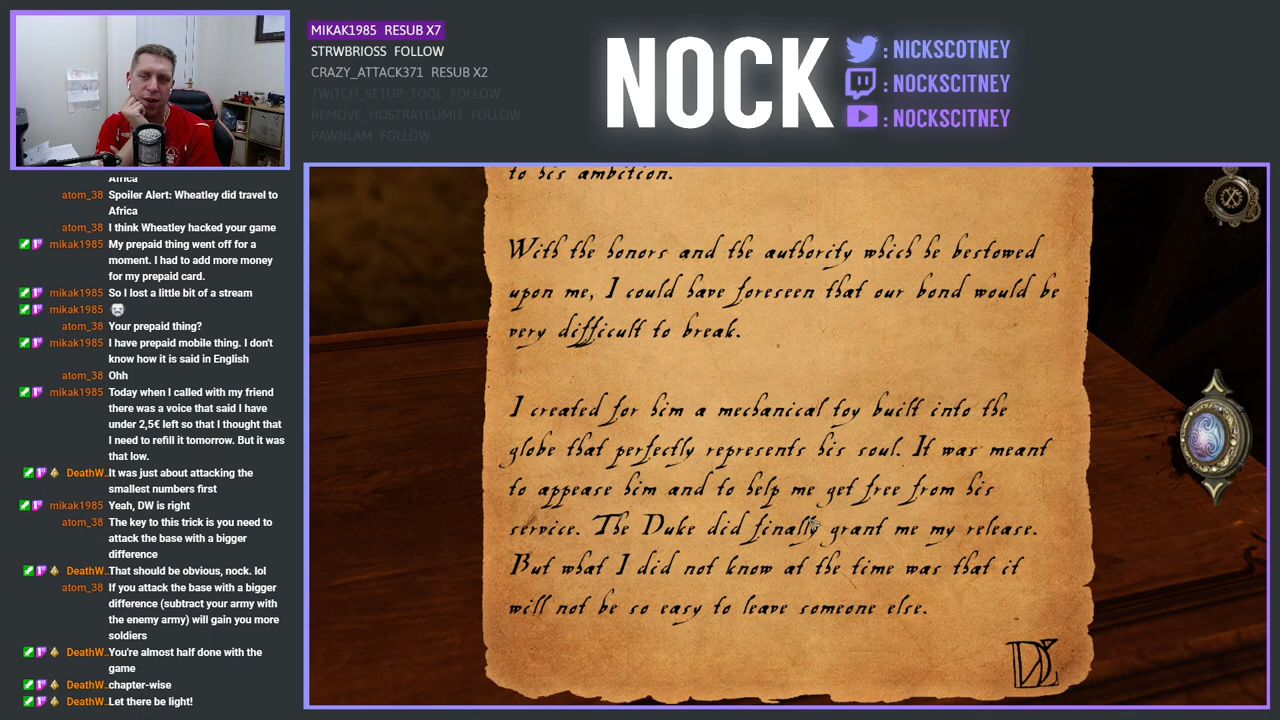 MIKAK1985 RESUB X7
STRWBRIOSS FOLLOW
CRAZY_ATTACK371 RESUB X2
TWITCH_SETUP_TOOL FOLLOW
REMOVE_HOSTRATELIMIT FOLLOW
PAWNLAM FOLLOW
NOCK
: NICKSCOTNEY
: NOCKSCITNEY
: NOCKSCITNEY
Africa
atom_38 Spoiler Alert: Wheatley did travel to
Africa
atom_38 I think Wheatley hacked your game
mikak1985 My prepaid thing went off for a
moment. I had to add more money
for my prepaid card.
mikak1985 So I lost a little bit of a stream
mikak1985
atom_38 Your prepaid thing?
mikak1985 I have prepaid mobile thing. I don't
know how it is said in English
atom_38 Ohh
mikak1985 Today when I called with my friend
there was a voice that said I have
under 2,5€ left so that I thought that
I need to refill it tomorrow. But it was
that low.
DeathW.. It was just about attacking the
smallest numbers first
mikak1985 Yeah, DW is right
atom_38 The key to this trick is you need to
attack the base with a bigger
difference
DeathW.. That should be obvious, nock. lol
atom_38 If you attack the base with a bigger
difference (subtract your army with
the enemy army) will gain you more
soldiers
DeathW.. You're almost half done with the
game
DeathW.. chapter-wise
DeathW.. Let there be light!
to his ambition.
With the honors and the authority which he bestowed
upon me, I could have foreseen that our bond would be
very difficult to break.
I created for him a mechanical toy built into the
globe that perfectly represents his soul. It was meant
to appease him and to help me get free from his
service. The Duke did finally grant me my release.
But what I did not know at the time was that it
will not be so easy to leave someone else.